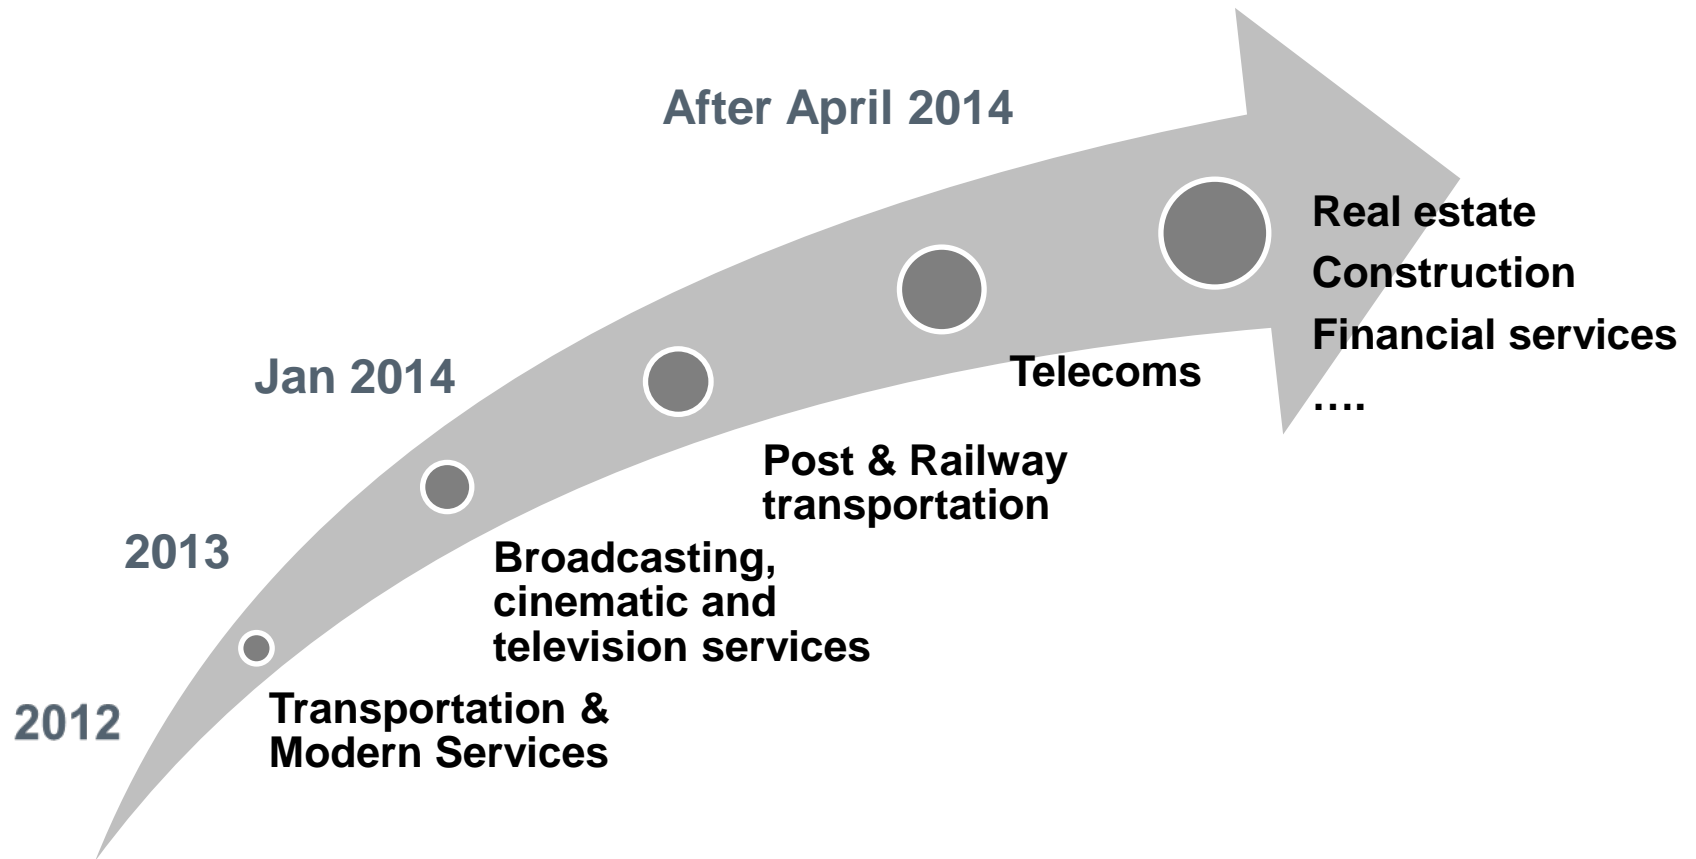 After April 2014
Real estate
Construction
Financial services
….
Jan 2014
Telecoms
Post & Railway
transportation
2013
Broadcasting,
cinematic and
television services
2012
Transportation &
Modern Services